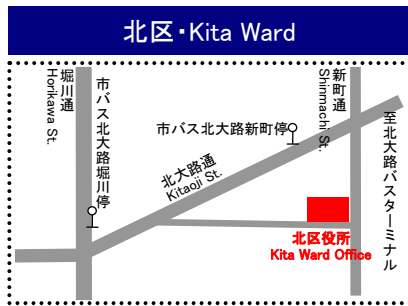 北区・Kita Ward
堀川通
Horikawa St.
市バス北大路堀川停
市バス北大路新町停
北大路通
Kitaoji St.
新町通
Shinmachi St.
至北大路バスターミナル
北区役所
Kita Ward Office